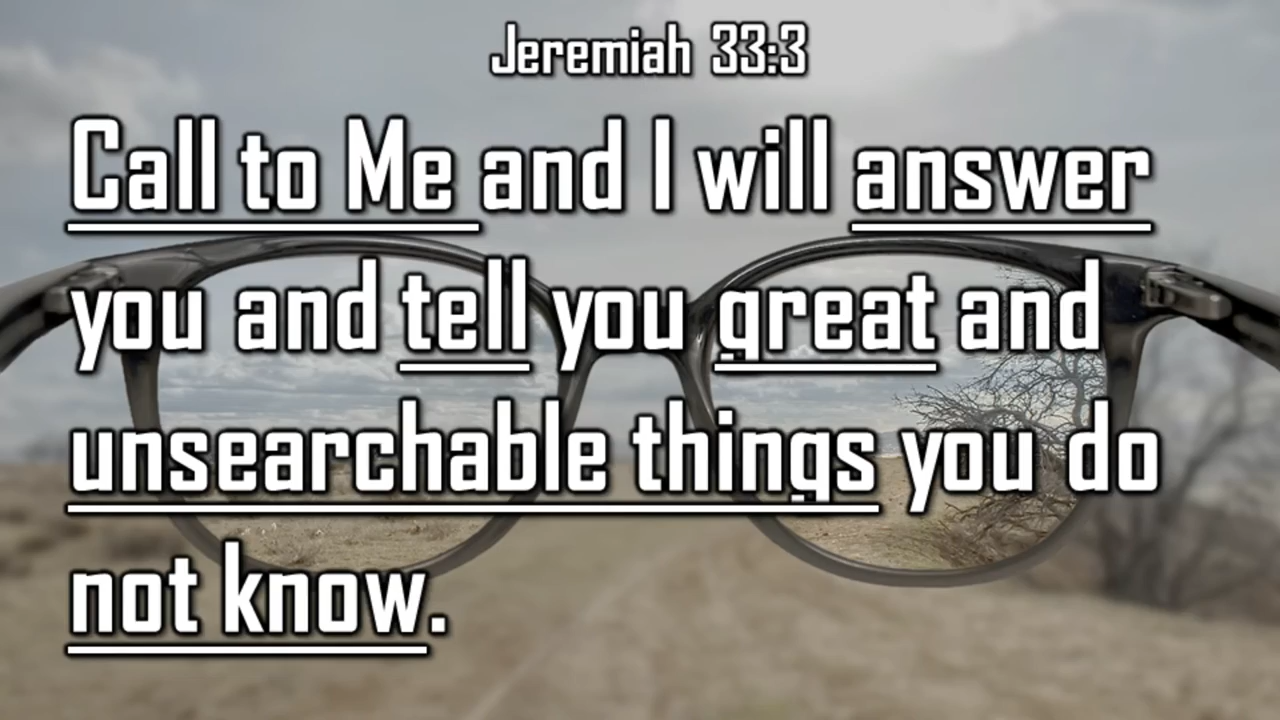 Jeremiah 33:3
Call to Me and I will answer
you and tell you great and
unsearchable things you do
not know.